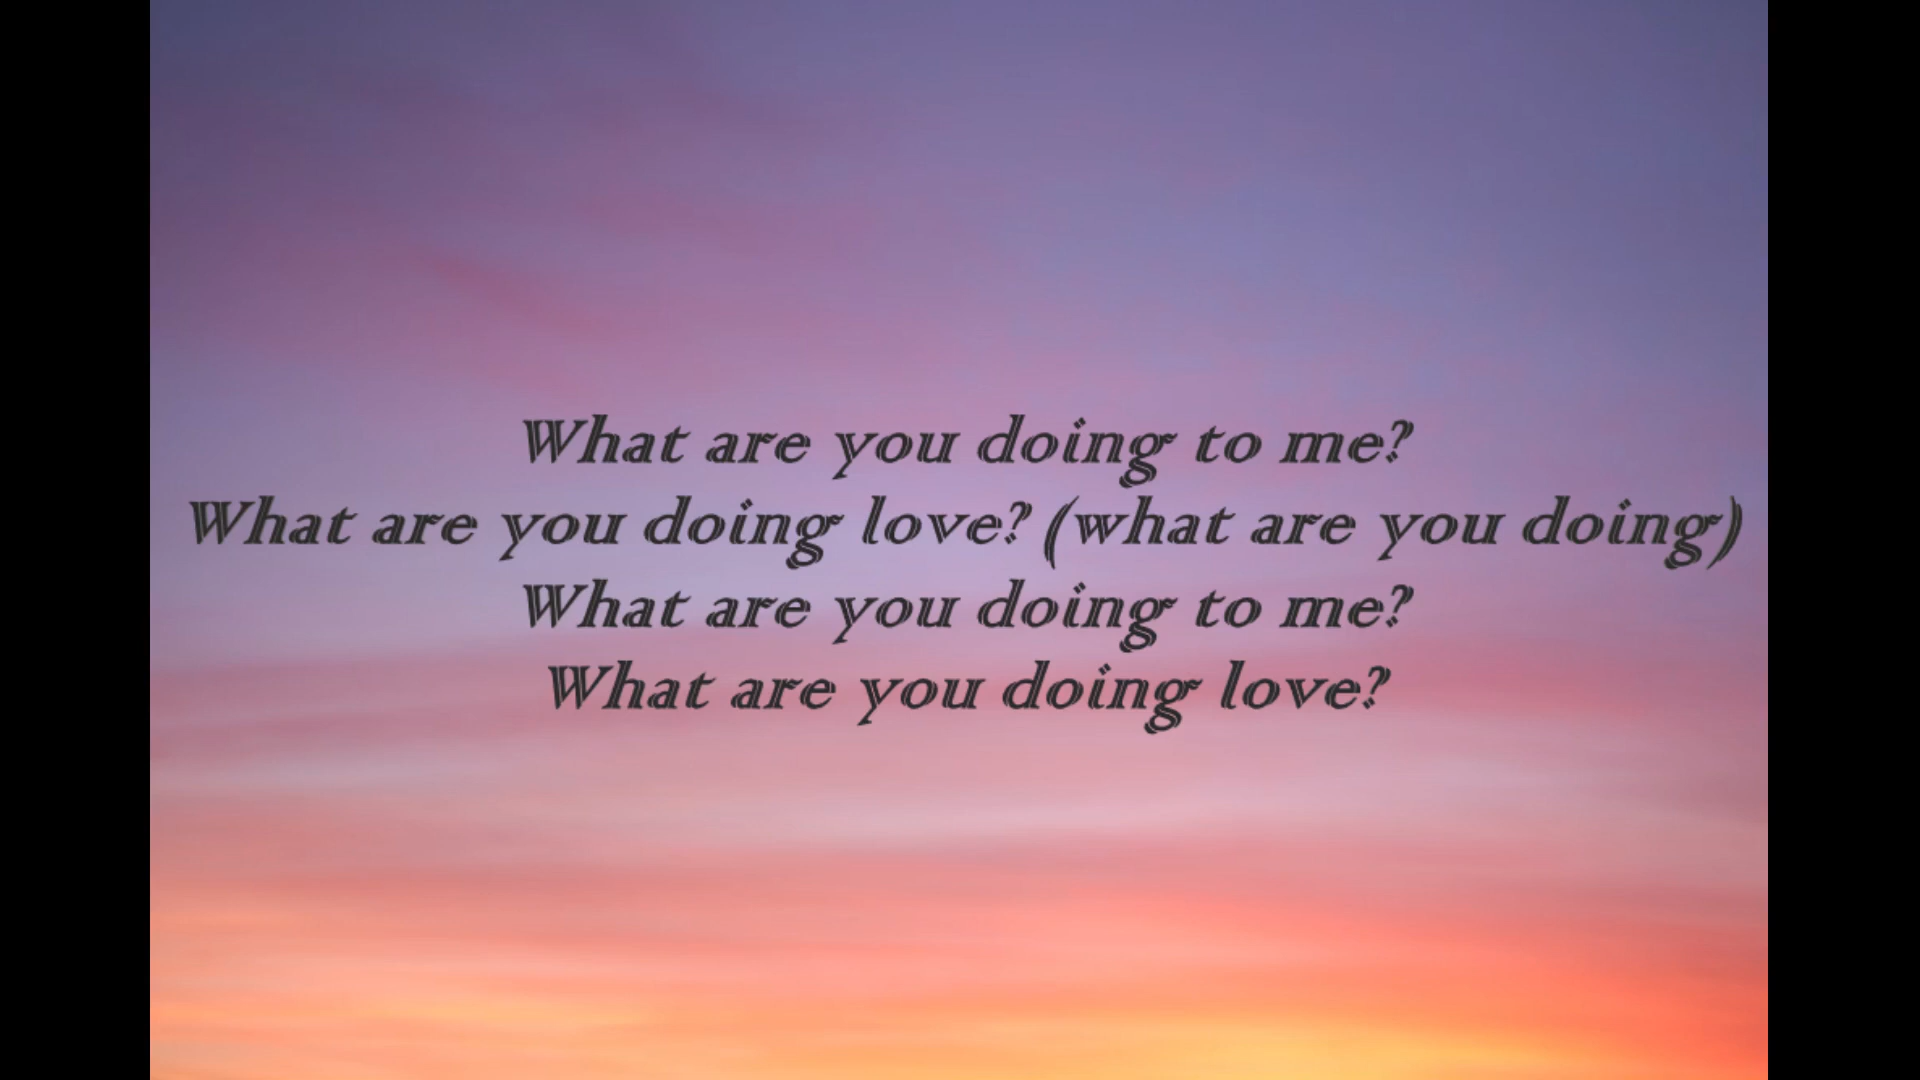 What are you doing to me?
What are you doing love? (what are you doing)
What are you doing to me?
What are you doing love?